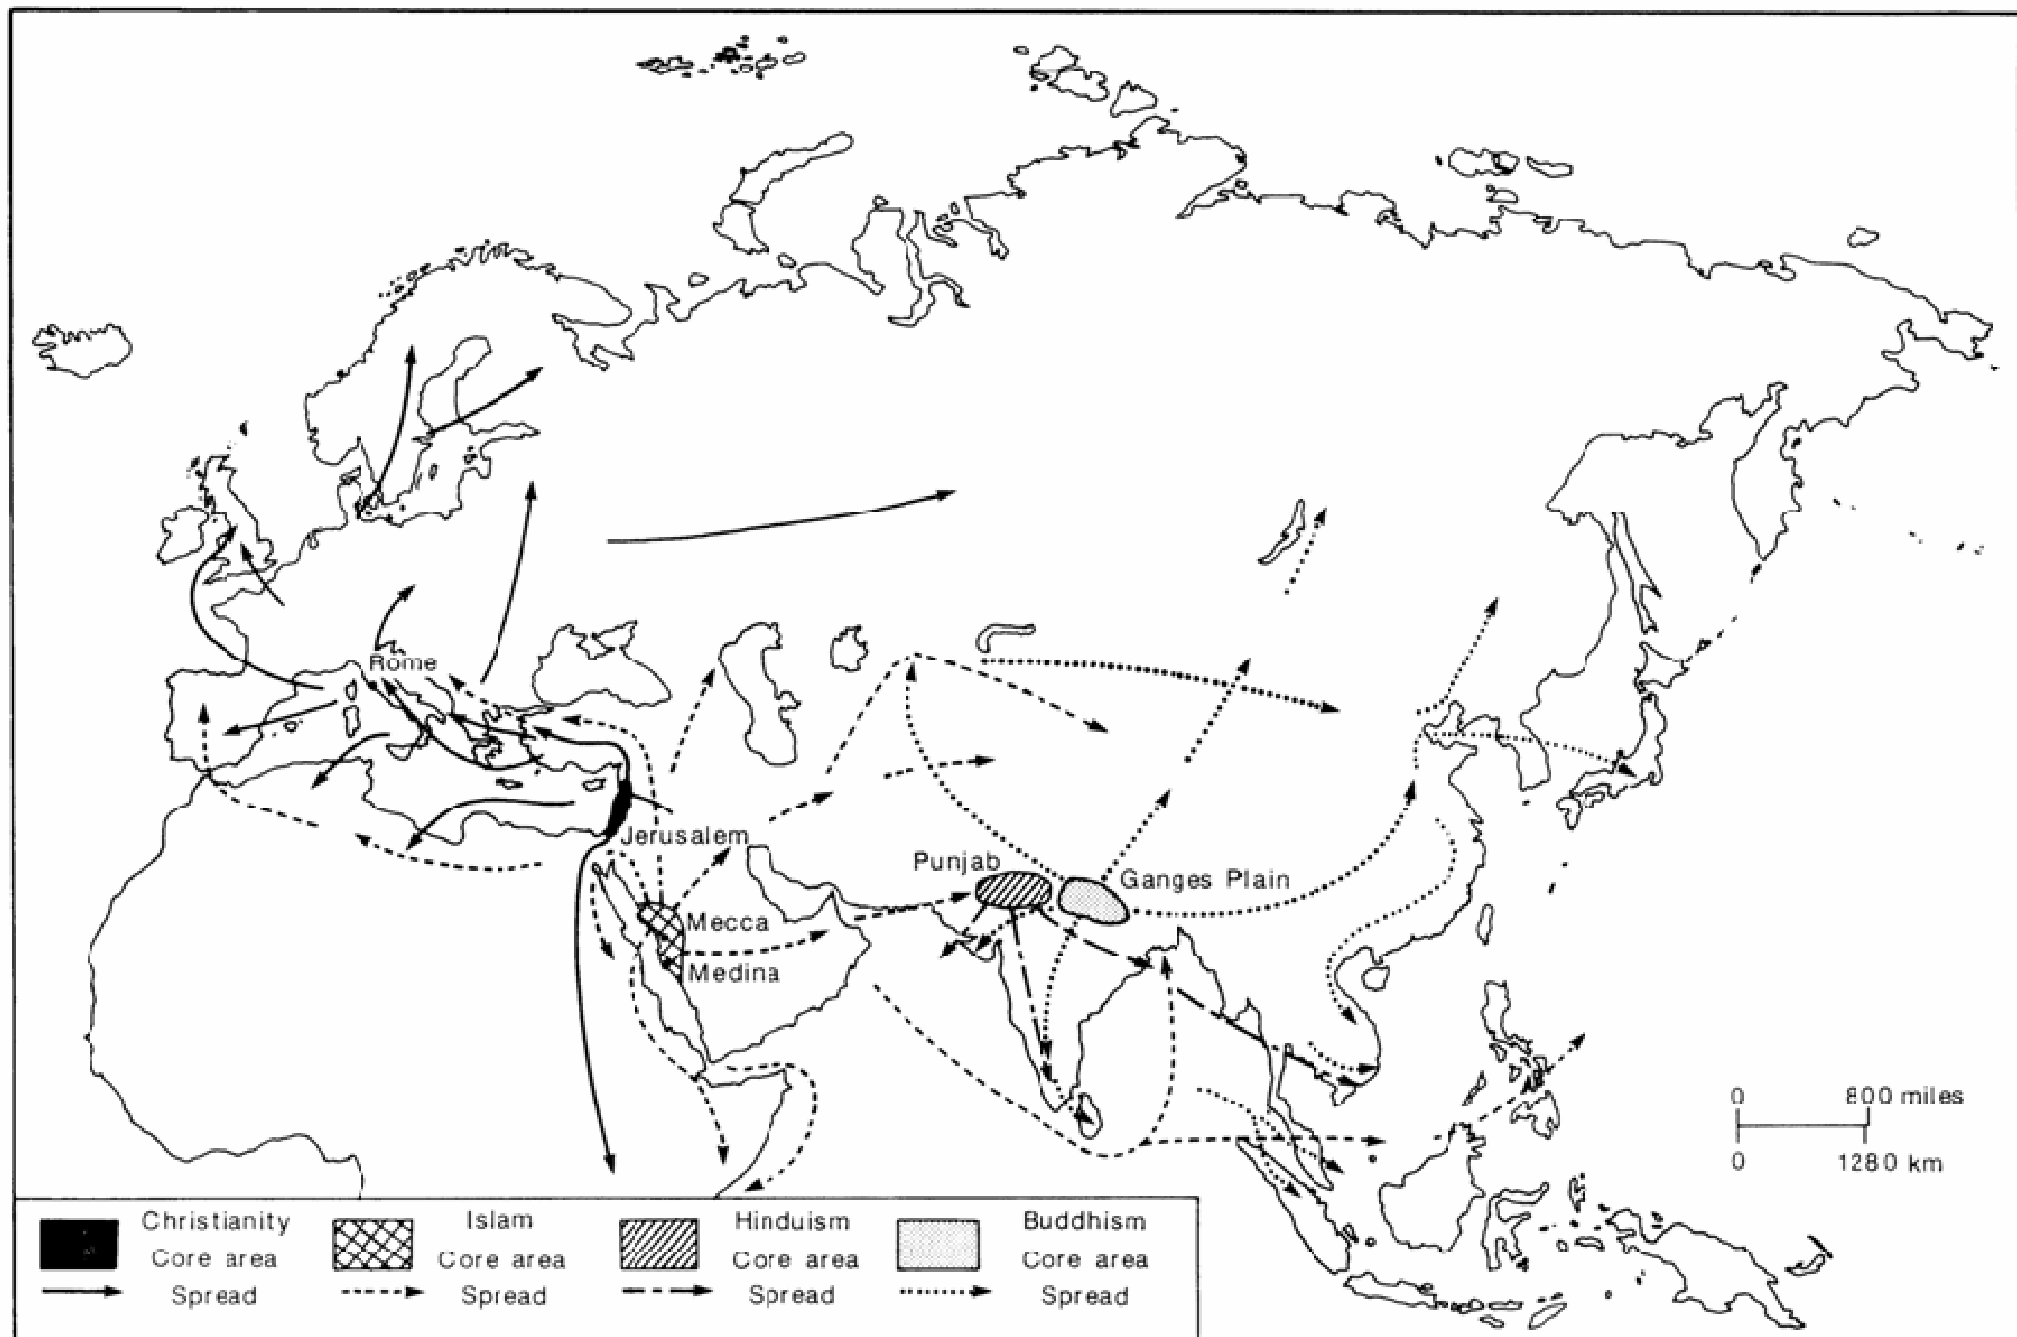 Rome
Jerusalem
Punjab
Ganges Plain
Mecca
Medina
0 800 miles
0 1280 km
Christianity
Core area
Spread
Islam
Core area
Spread
Hinduism
Core area
Spread
Buddhism
Core area
Spread